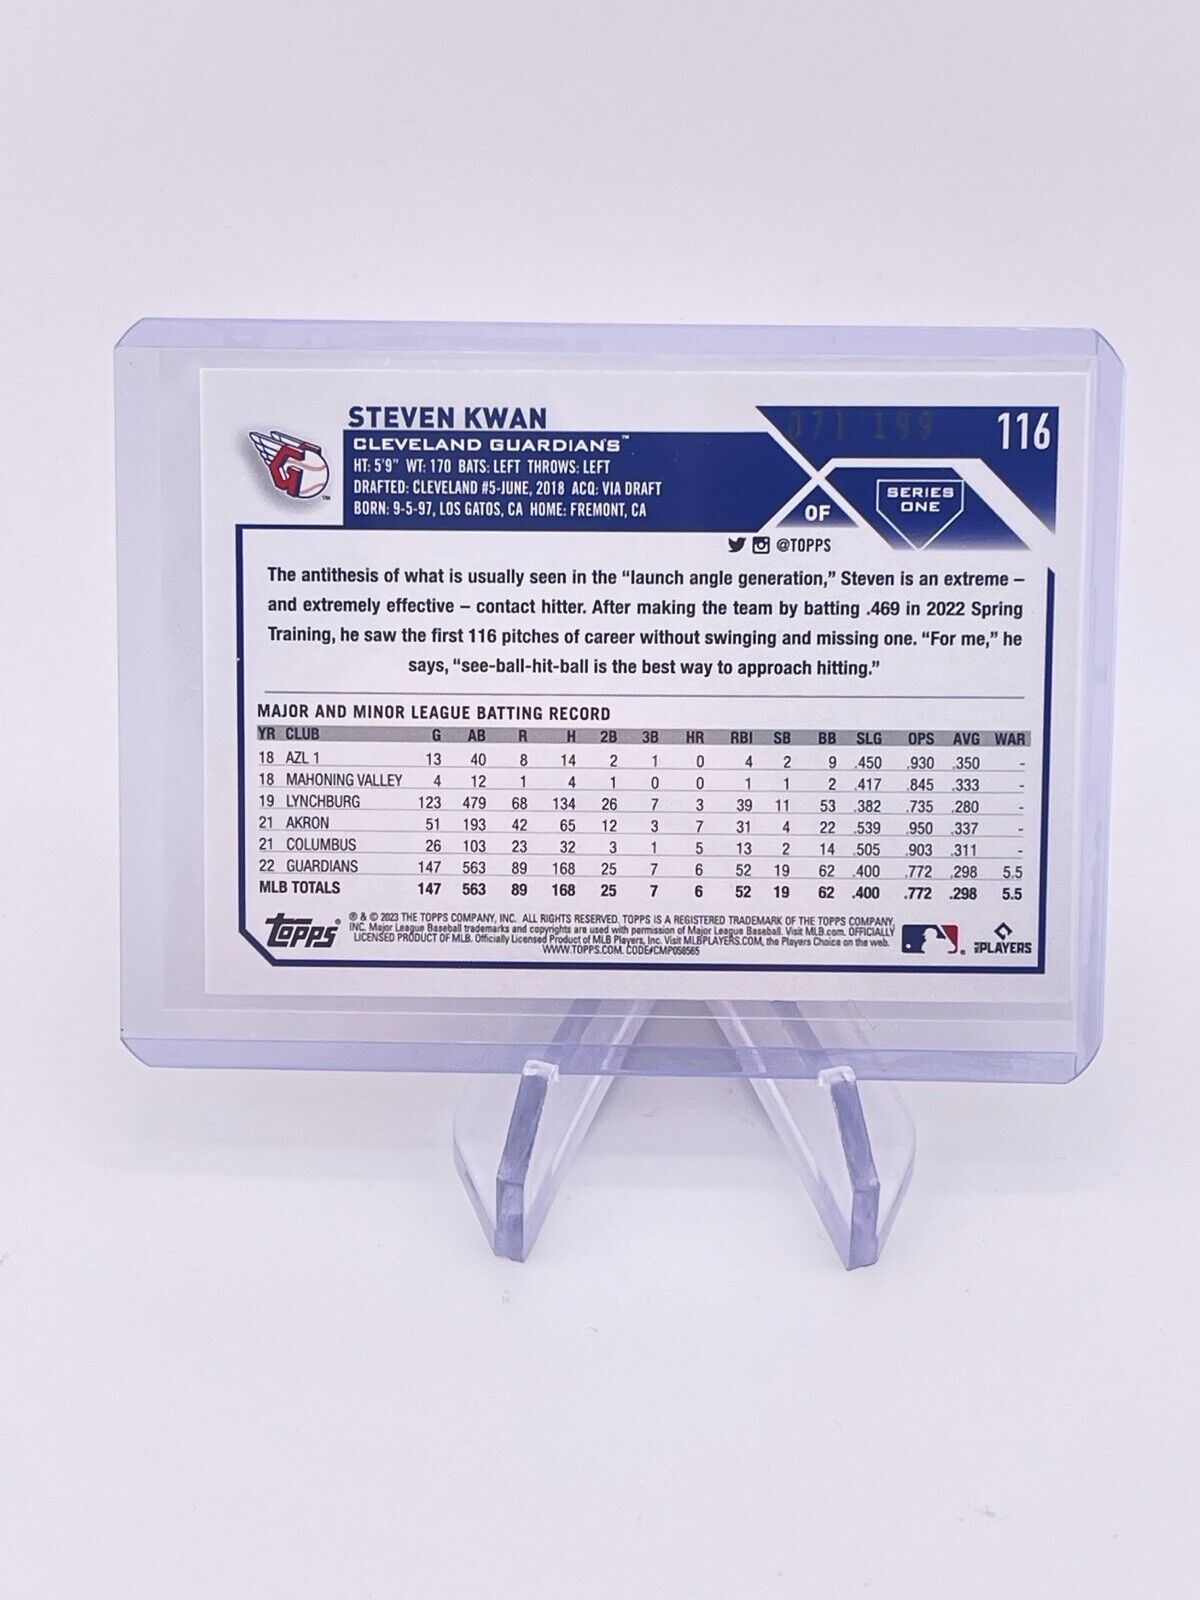 STEVEN KWAN
CLEVELAND GUARDIANS™
HT: 5'9" WT: 170 BATS: LEFT THROWS: LEFT
DRAFTED: CLEVELAND #5-JUNE, 2018 ACQ: VIA DRAFT
BORN: 9-5-97, LOS GATOS, CA HOME: FREMONT, CA
071 199
116
OF
SERIES
ONE
@TOPPS
The antithesis of what is usually seen in the “launch angle generation,” Steven is an extreme –
and extremely effective – contact hitter. After making the team by batting .469 in 2022 Spring
Training, he saw the first 116 pitches of career without swinging and missing one. “For me,” he
says, “see-ball-hit-ball is the best way to approach hitting.”
MAJOR AND MINOR LEAGUE BATTING RECORD
YR CLUB G AB R H 2B 3B HR RBI SB BB SLG OPS AVG WAR
18 AZL 1 13 40 8 14 2 1 0 4 2 9 .450 .930 .350 -
18 MAHONING VALLEY 4 12 1 4 1 0 0 1 1 2 .417 .845 .333 -
19 LYNCHBURG 123 479 68 134 26 7 3 39 11 53 .382 .735 .280 -
21 AKRON 51 193 42 65 12 3 7 31 4 22 .539 .950 .337 -
21 COLUMBUS 26 103 23 32 3 1 5 13 2 14 .505 .903 .311 -
22 GUARDIANS 147 563 89 168 25 7 6 52 19 62 .400 .772 .298 5.5
MLB TOTALS 147 563 89 168 25 7 6 52 19 62 .400 .772 .298 5.5
TOPPS®
® & © 2023 THE TOPPS COMPANY, INC. ALL RIGHTS RESERVED. TOPPS IS A REGISTERED TRADEMARK OF THE TOPPS COMPANY,
INC. Major League Baseball trademarks and copyrights are used with permission of Major League Baseball. Visit MLB.com. OFFICIALLY
LICENSED PRODUCT OF MLB. Officially Licensed Product of MLB Players, Inc. Visit MLBPLAYERS.COM, the Players Choice on the web.
WWW.TOPPS.COM. CODE#CMP058565
MLB PLAYERS